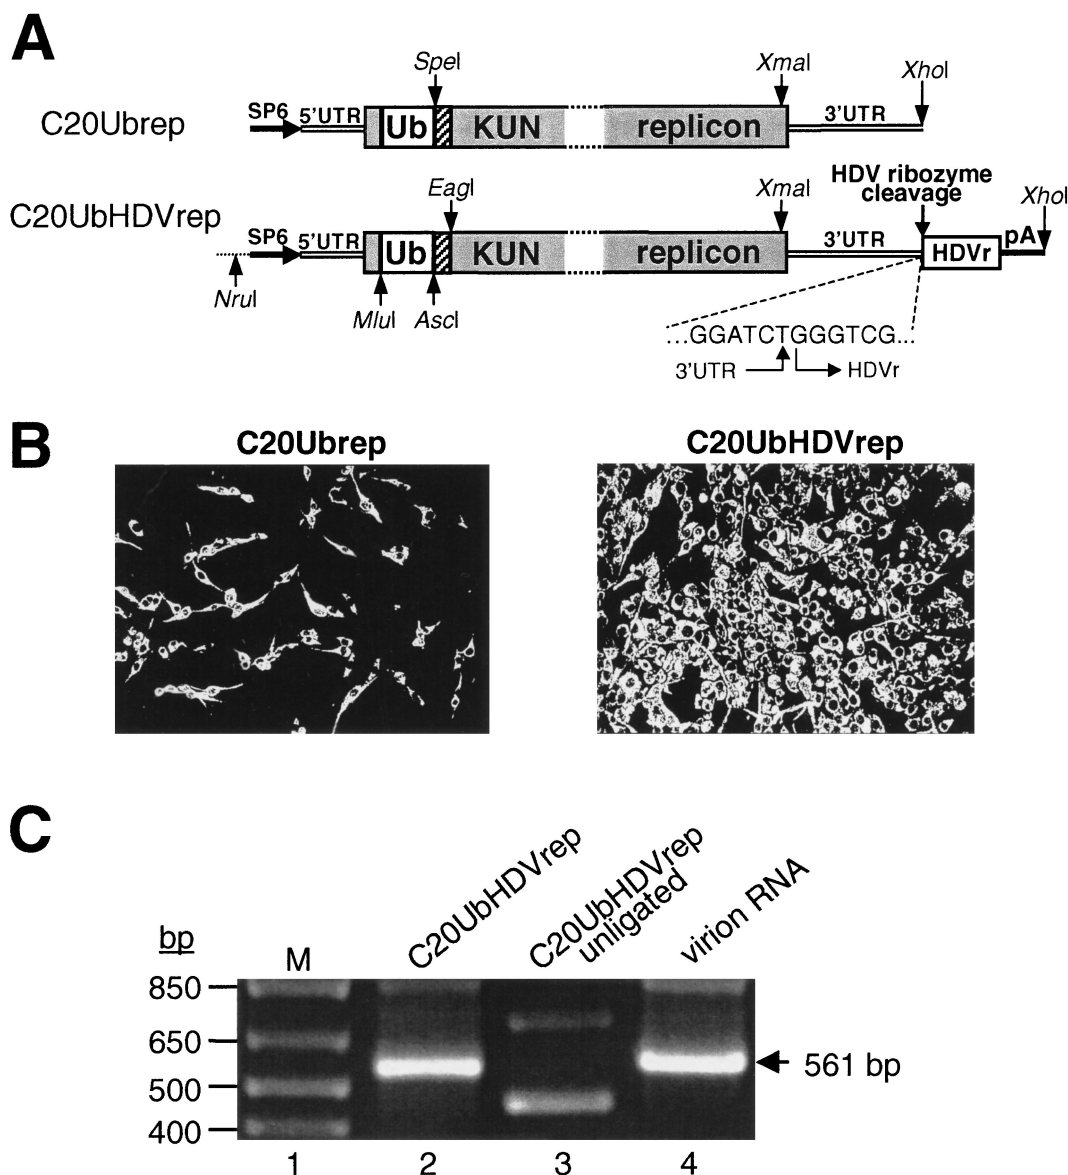 A
SpeI XmaI XhoI
C20Ubrep SP6 5'UTR Ub KUN replicon 3'UTR
EagI XmaI HDV ribozyme cleavage XhoI
C20UbHDVrep SP6 5'UTR Ub KUN replicon 3'UTR HDVr pA
NruI MluI AscI
...GGATCTGGGTCG...
3'UTR HDVr
B
C20Ubrep C20UbHDVrep
C
bp M C20UbHDVrep C20UbHDVrep unligated virion RNA
850
650
561 bp
500
400
1 2 3 4